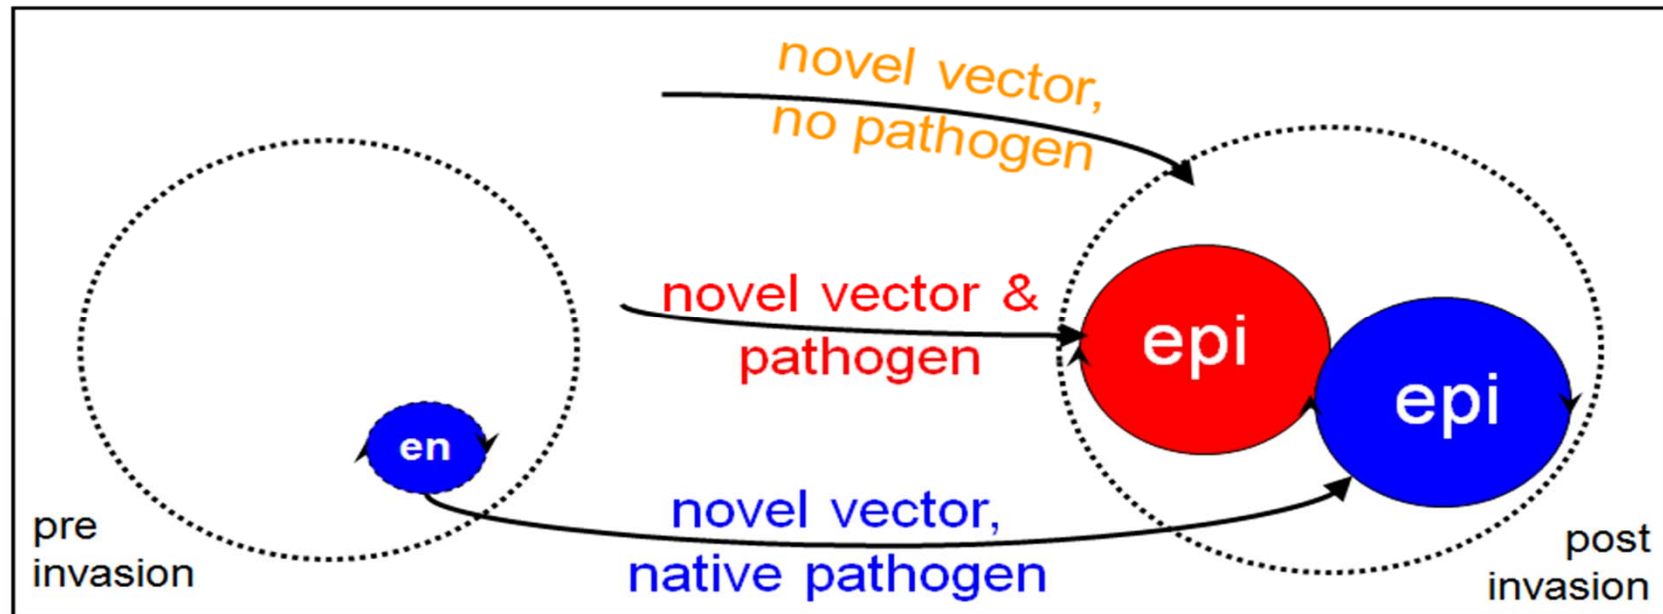 novel vector,
no pathogen
novel vector &
pathogen
epi
epi
en
novel vector,
native pathogen
pre
invasion
post
invasion